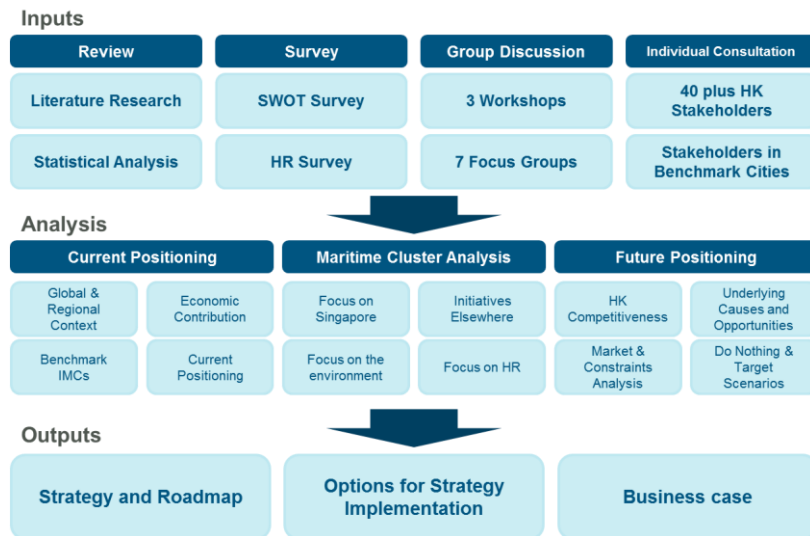 Inputs
Review
Survey
Group Discussion
Individual Consultation
Literature Research
SWOT Survey
3 Workshops
40 plus HK
Stakeholders
Statistical Analysis
HR Survey
7 Focus Groups
Stakeholders in
Benchmark Cities
Analysis
Current Positioning
Maritime Cluster Analysis
Future Positioning
Global &
Regional
Context
Economic
Contribution
Focus on
Singapore
Initiatives
Elsewhere
HK
Competitiveness
Underlying
Causes and
Opportunities
Benchmark
IMCs
Current
Positioning
Focus on the
environment
Focus on HR
Market &
Constraints
Analysis
Do Nothing &
Target
Scenarios
Outputs
Strategy and Roadmap
Options for Strategy
Implementation
Business case